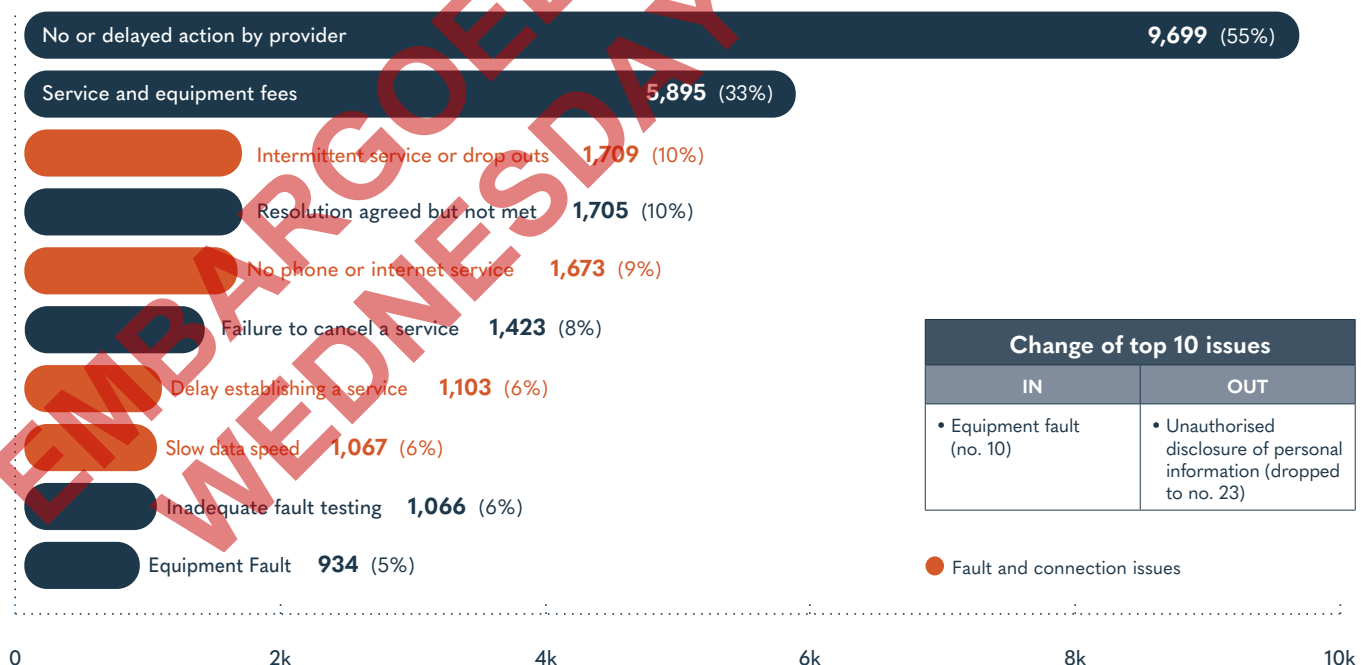 No or delayed action by provider 9,699 (55%)
Service and equipment fees 5,895 (33%)
Intermittent service or drop outs 1,709 (10%)
Resolution agreed but not met 1,705 (10%)
No phone or internet service 1,673 (9%)
Failure to cancel a service 1,423 (8%)
Delay establishing a service 1,103 (6%)
Slow data speed 1,067 (6%)
Inadequate fault testing 1,066 (6%)
Equipment Fault 934 (5%)
Change of top 10 issues
IN OUT
• Equipment fault
(no. 10)
• Unauthorised
disclosure of personal
information (dropped
to no. 23)
Fault and connection issues
0 2k 4k 6k 8k 10k
WEDNESDAY